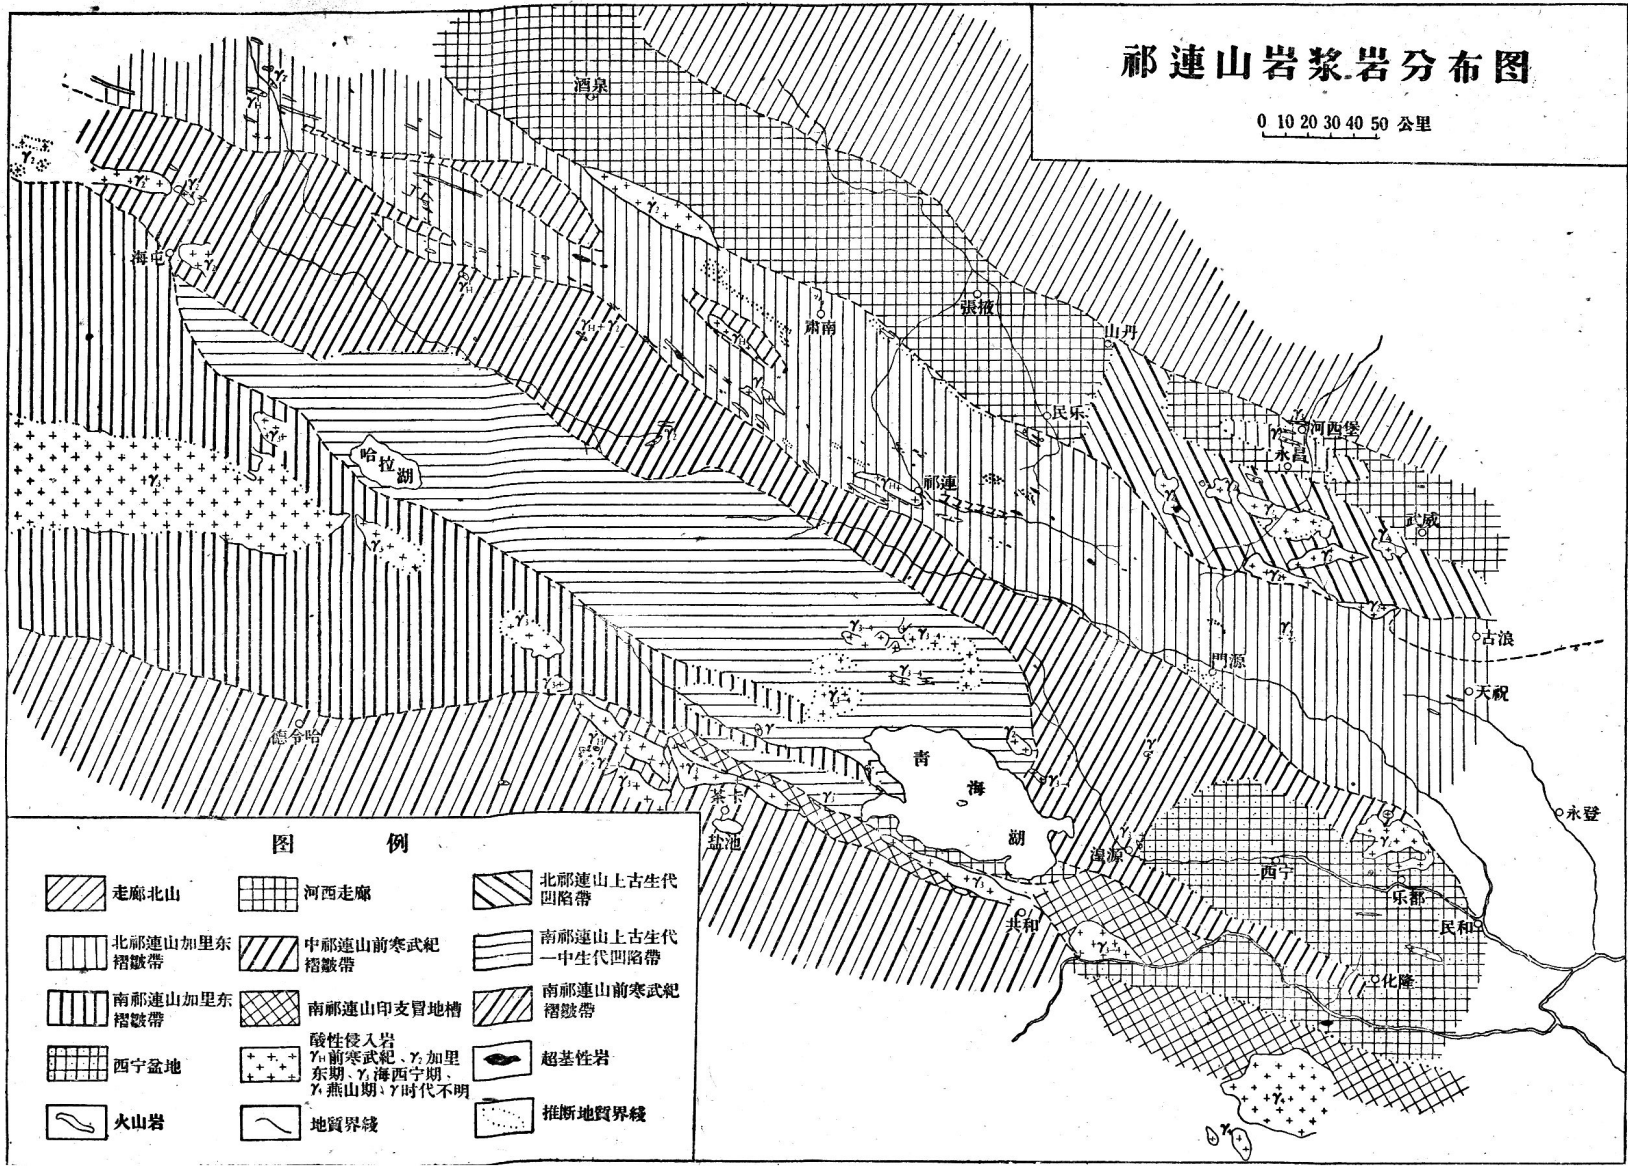 祁連山岩浆岩分布图
0 10 20 30 40 50 公里
酒泉
海屯
肃南
張掖
山丹
民乐
河西堡
永昌
武威
哈拉湖
祁連
古浪
門源
天祝
德令哈
茶卡
盐池
青海湖
湟源
西宁
乐都
民和
永登
共和
化隆
图 例
走廊北山
河西走廊
北祁連山上古生代
凹陷帶
北祁連山加里东
褶皺帶
中祁連山前寒武紀
褶皺帶
南祁連山上古生代
一中生代凹陷帶
南祁連山加里东
褶皺帶
南祁連山印支冒地槽
南祁連山前寒武紀
褶皺帶
西宁盆地
酸性侵入岩
γH前寒武紀、γ2加里
东期、γ3海西宁期、
γ4燕山期、γ时代不明
超基性岩
火山岩
地質界綫
推断地質界綫